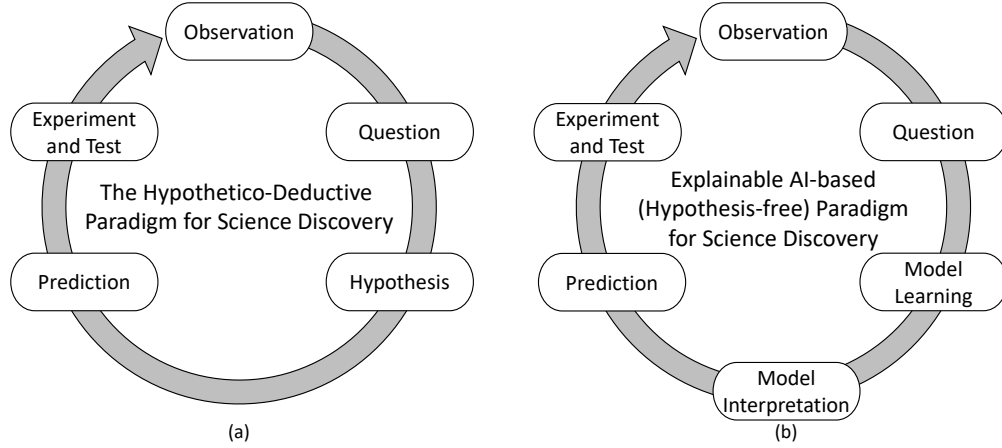 Observation
Question
Hypothesis
Prediction
Experiment
and Test
The Hypothetico-Deductive
Paradigm for Science Discovery
(a)
Observation
Question
Model
Learning
Model
Interpretation
Prediction
Experiment
and Test
Explainable AI-based
(Hypothesis-free) Paradigm
for Science Discovery
(b)